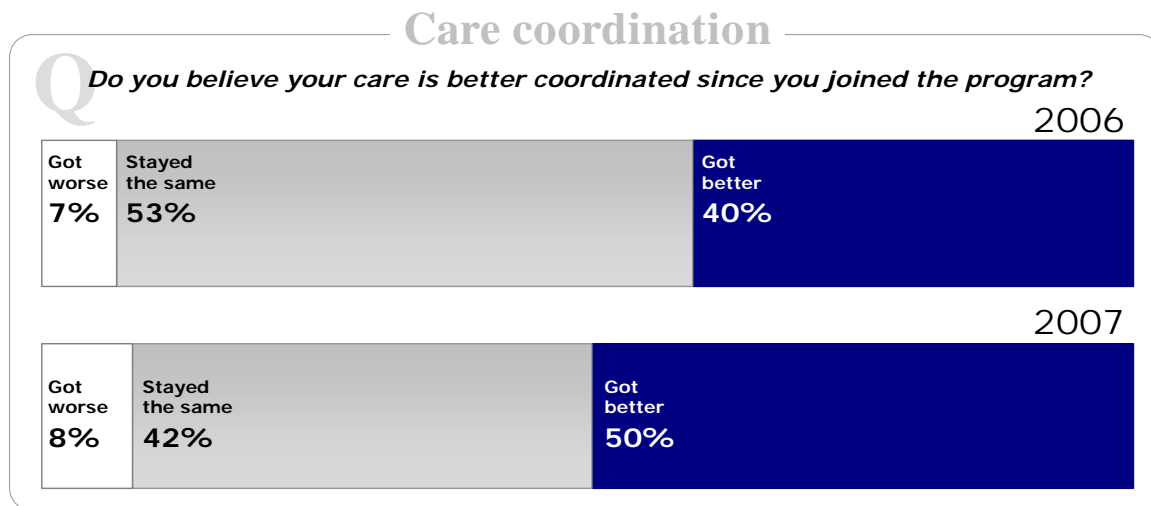 Care coordination
Q
Do you believe your care is better coordinated since you joined the program?
2006
Got
worse
7%
Stayed
the same
53%
Got
better
40%
2007
Got
worse
8%
Stayed
the same
42%
Got
better
50%